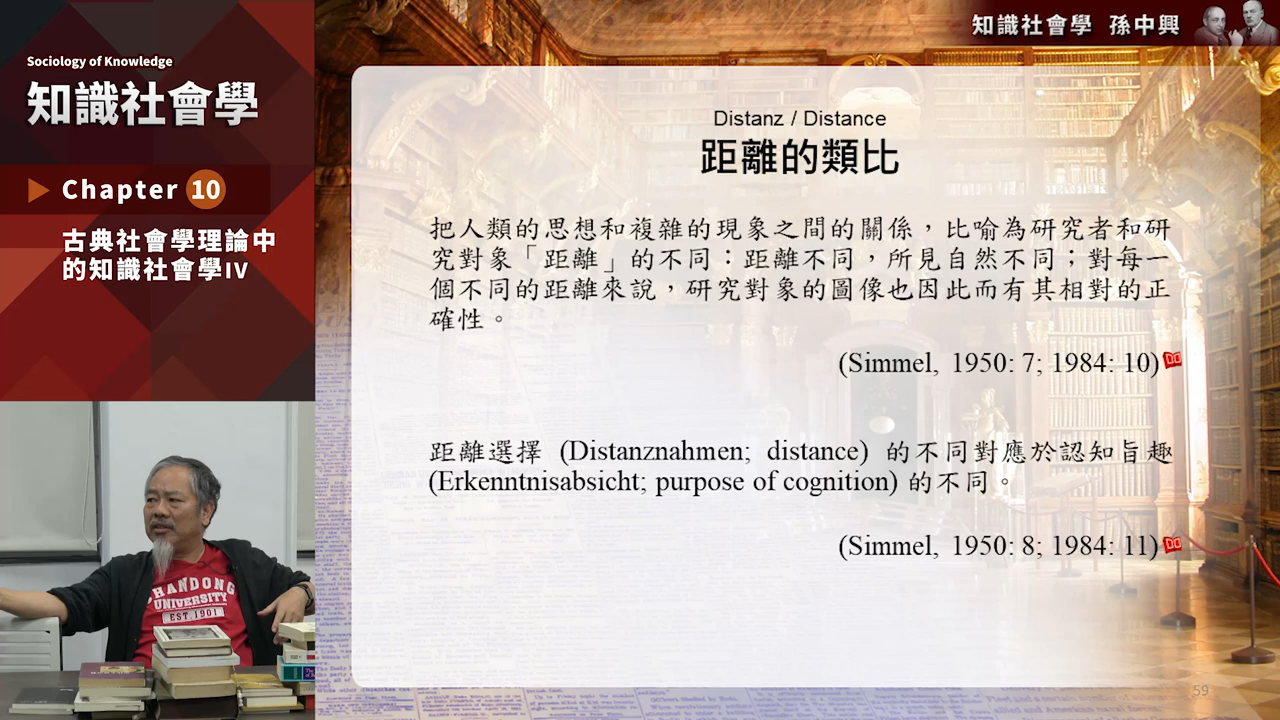 Sociology of Knowledge
知識社會學
Chapter 10
古典社會學理論中
的知識社會學IV
知識社會學 孫中興
Distanz / Distance
距離的類比
把人類的思想和複雜的現象之間的關係，比喻為研究者和研
究對象「距離」的不同：距離不同，所見自然不同；對每一
個不同的距離來說，研究對象的圖像也因此而有其相對的正
確性。
(Simmel, 1950: 7; 1984: 10)
距離選擇 (Distanznahmen; distance) 的不同對應於認知旨趣
(Erkenntnisabsicht; purpose of cognition) 的不同。
(Simmel, 1950: 8; 1984: 11)
59
HANDONG
UNIVERSITY
EST.1901